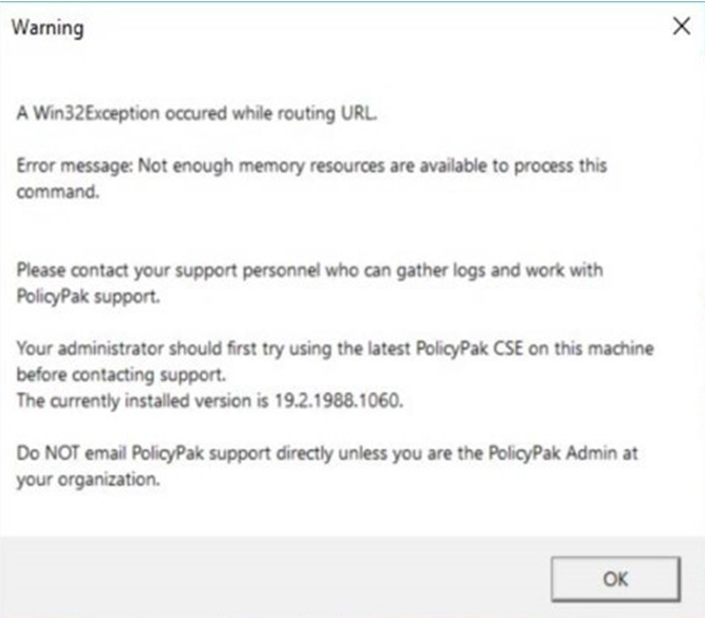 Warning
A Win32Exception occured while routing URL.
Error message: Not enough memory resources are available to process this
command.
Please contact your support personnel who can gather logs and work with
PolicyPak support.
Your administrator should first try using the latest PolicyPak CSE on this machine
before contacting support.
The currently installed version is 19.2.1988.1060.
Do NOT email PolicyPak support directly unless you are the PolicyPak Admin at
your organization.
OK